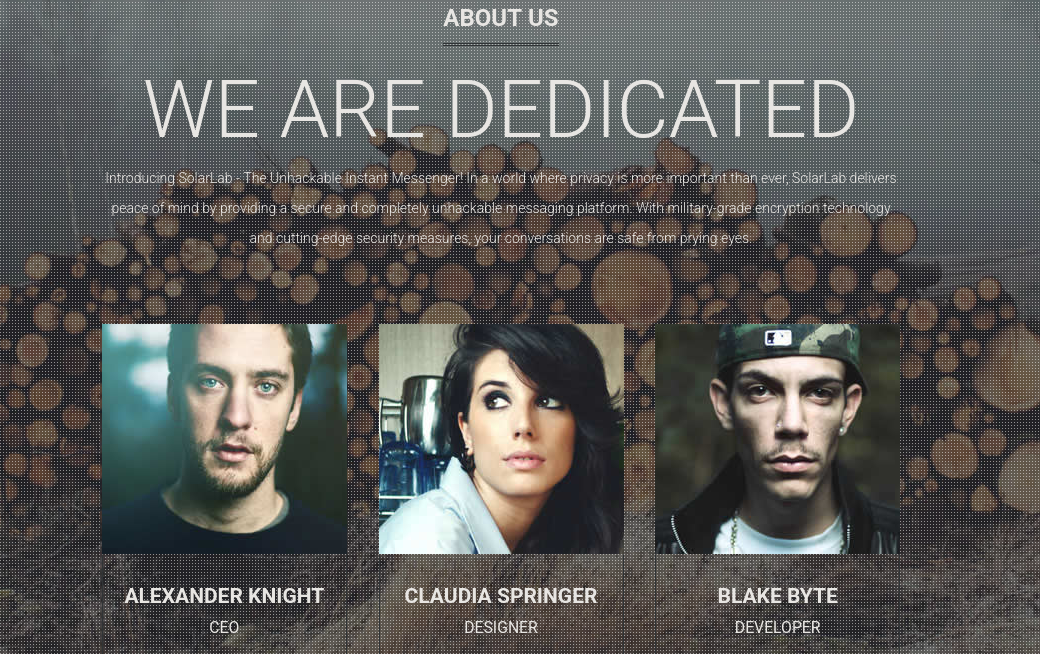 ABOUT US
WE ARE DEDICATED
Introducing SolarLab - The Unhackable Instant Messenger! In a world where privacy is more important than ever, SolarLab delivers
peace of mind by providing a secure and completely unhackable messaging platform. With military-grade encryption technology
and cutting-edge security measures, your conversations are safe from prying eyes
ALEXANDER KNIGHT
CLAUDIA SPRINGER
BLAKE BYTE
CEO
DESIGNER
DEVELOPER